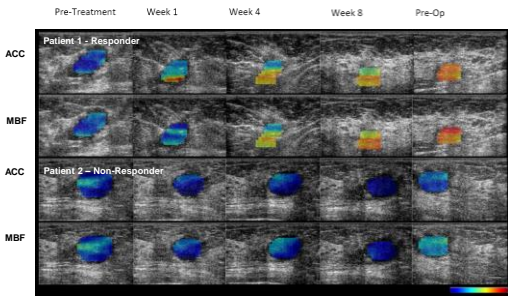 Pre-Treatment Week 1 Week 4 Week 8 Pre-Op
Patient 1 - Responder
ACC
MBF
Patient 2 – Non-Responder
ACC
MBF